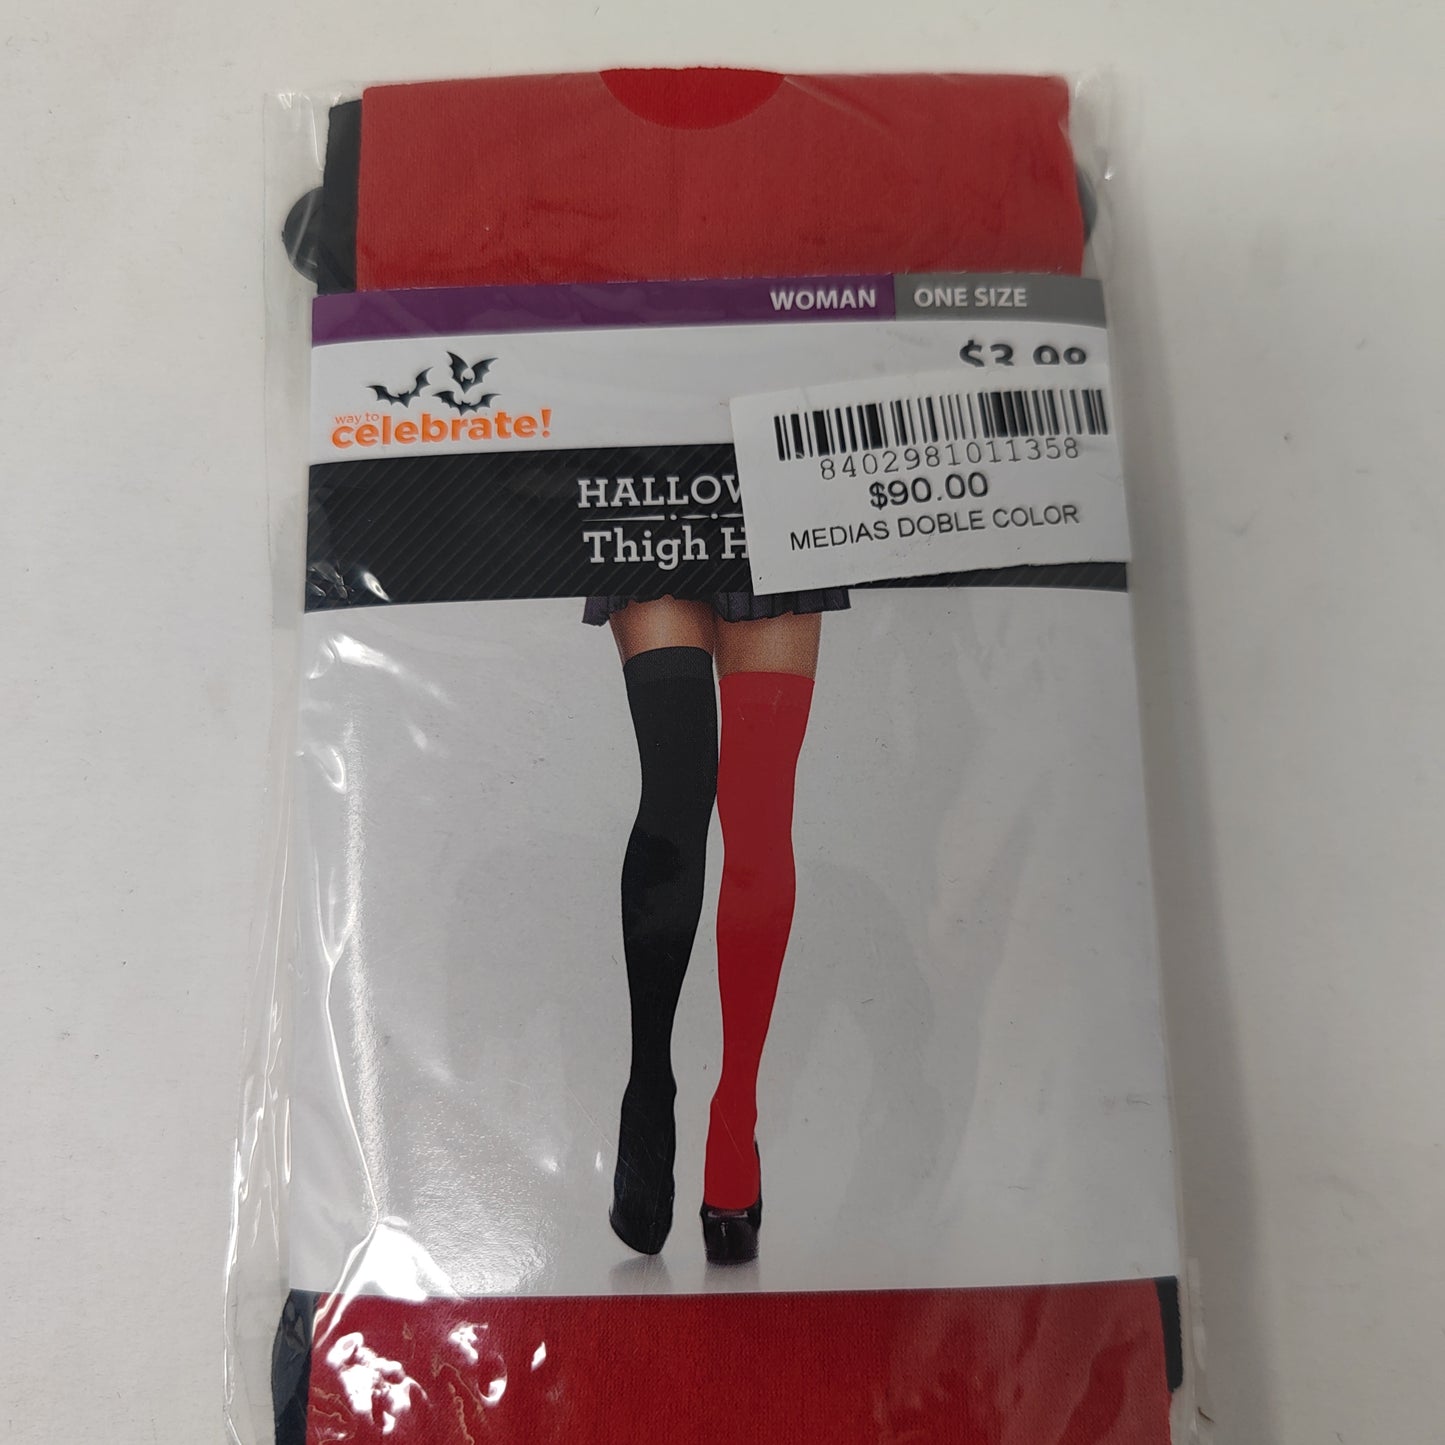 WOMAN ONE SIZE
way to
celebrate!
8402981011358
$90.00
MEDIAS DOBLE COLOR
Thigh